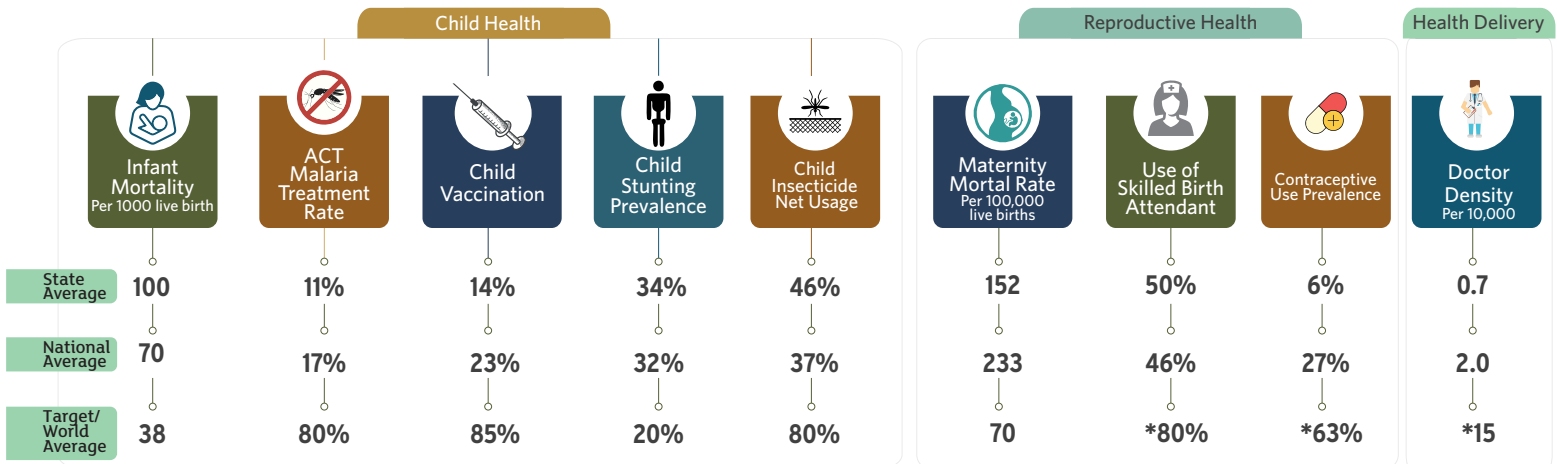 Child Health
Reproductive Health
Health Delivery
Infant
Mortality
Per 1000 live birth
ACT
Malaria
Treatment
Rate
Child
Vaccination
Child
Stunting
Prevalence
Child
Insecticide
Net Usage
Maternity
Mortal Rate
Per 100,000
live births
Use of
Skilled Birth
Attendant
Contraceptive
Use Prevalence
Doctor
Density
Per 10,000
State
Average
100 11% 14% 34% 46% 152 50% 6% 0.7
National
Average
70 17% 23% 32% 37% 233 46% 27% 2.0
Target/
World
Average
38 80% 85% 20% 80% 70 *80% *63% *15